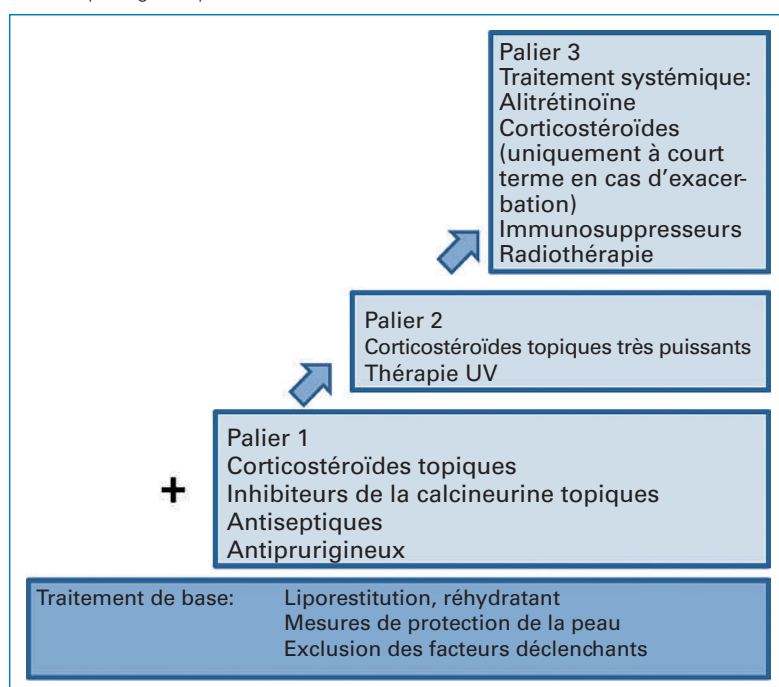 Palier 3
Traitement systémique:
Alitrétinoïne
Corticostéroïdes
(uniquement à court
terme en cas d'exacer-
bation)
Immunosuppresseurs
Radiothérapie
Palier 2
Corticostéroïdes topiques très puissants
Thérapie UV
Palier 1
+
Corticostéroïdes topiques
Inhibiteurs de la calcineurine topiques
Antiseptiques
Antiprurigineux
Traitement de base: Liporestitution, réhydratant
Mesures de protection de la peau
Exclusion des facteurs déclenchants